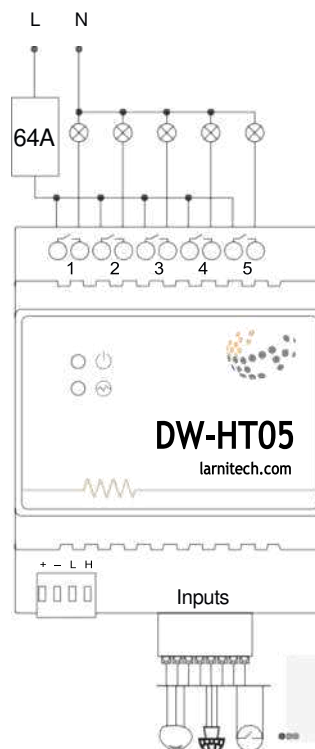 L N
64A
1 2 3 4 5
DW-HT05
larnitech.com
+ – L H
Inputs